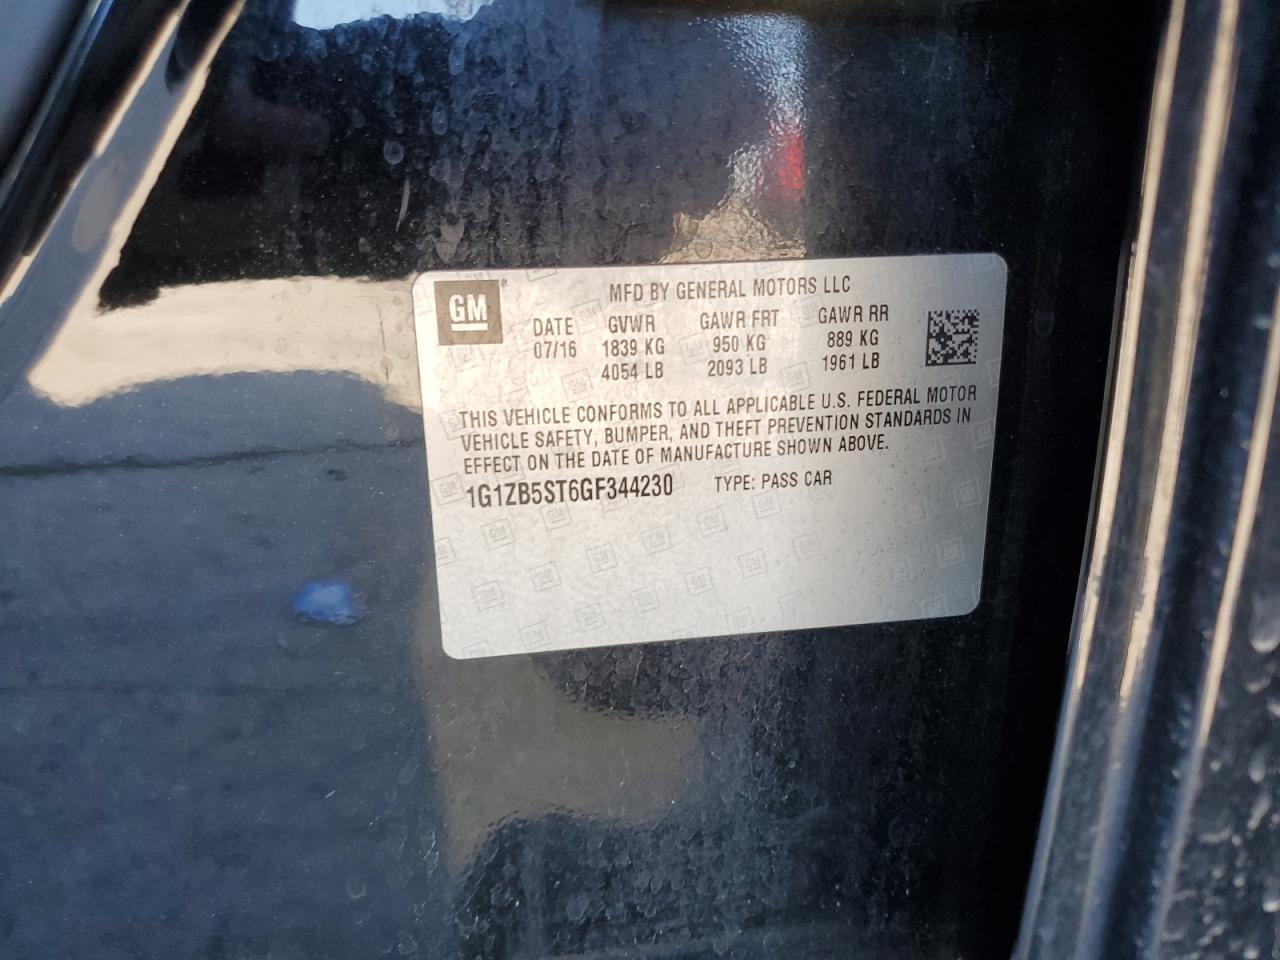 GM ®
MFD BY GENERAL MOTORS LLC
DATE GVWR GAWR FRT GAWR RR
07/16 1839 KG 950 KG 889 KG
4054 LB 2093 LB 1961 LB
THIS VEHICLE CONFORMS TO ALL APPLICABLE U.S. FEDERAL MOTOR
VEHICLE SAFETY, BUMPER, AND THEFT PREVENTION STANDARDS IN
EFFECT ON THE DATE OF MANUFACTURE SHOWN ABOVE.
1G1ZB5ST6GF344230 TYPE: PASS CAR